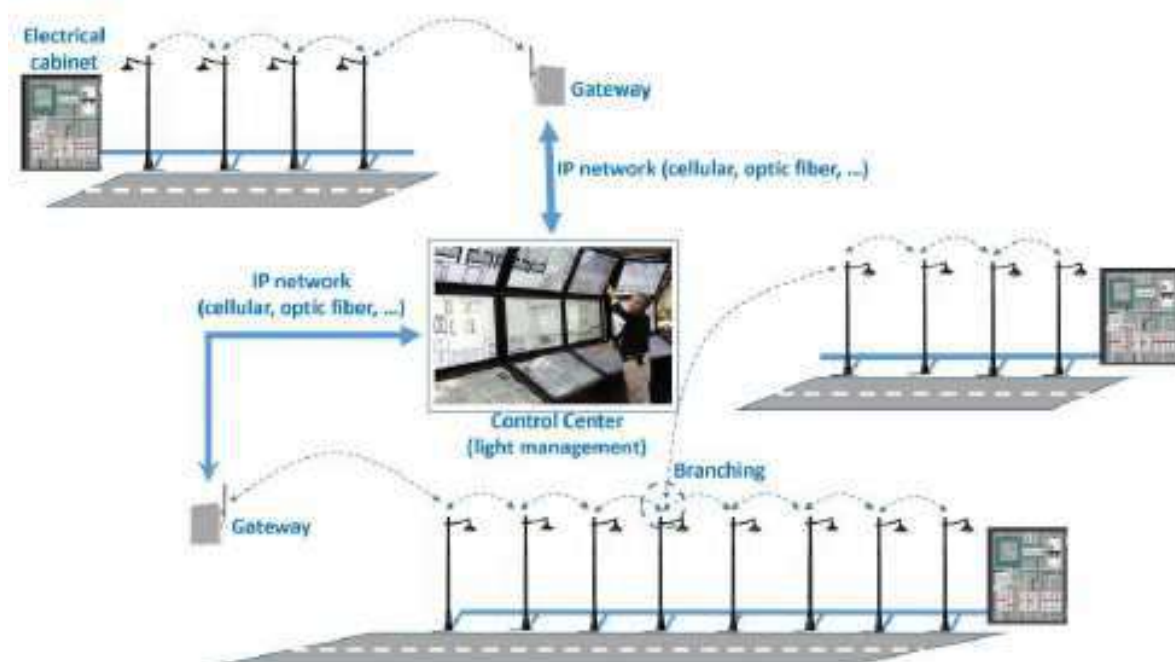 Electrical
cabinet
Gateway
IP network (cellular, optic fiber, ...)
IP network
(cellular, optic fiber, ...)
Control Center
(light management)
Branching
Gateway